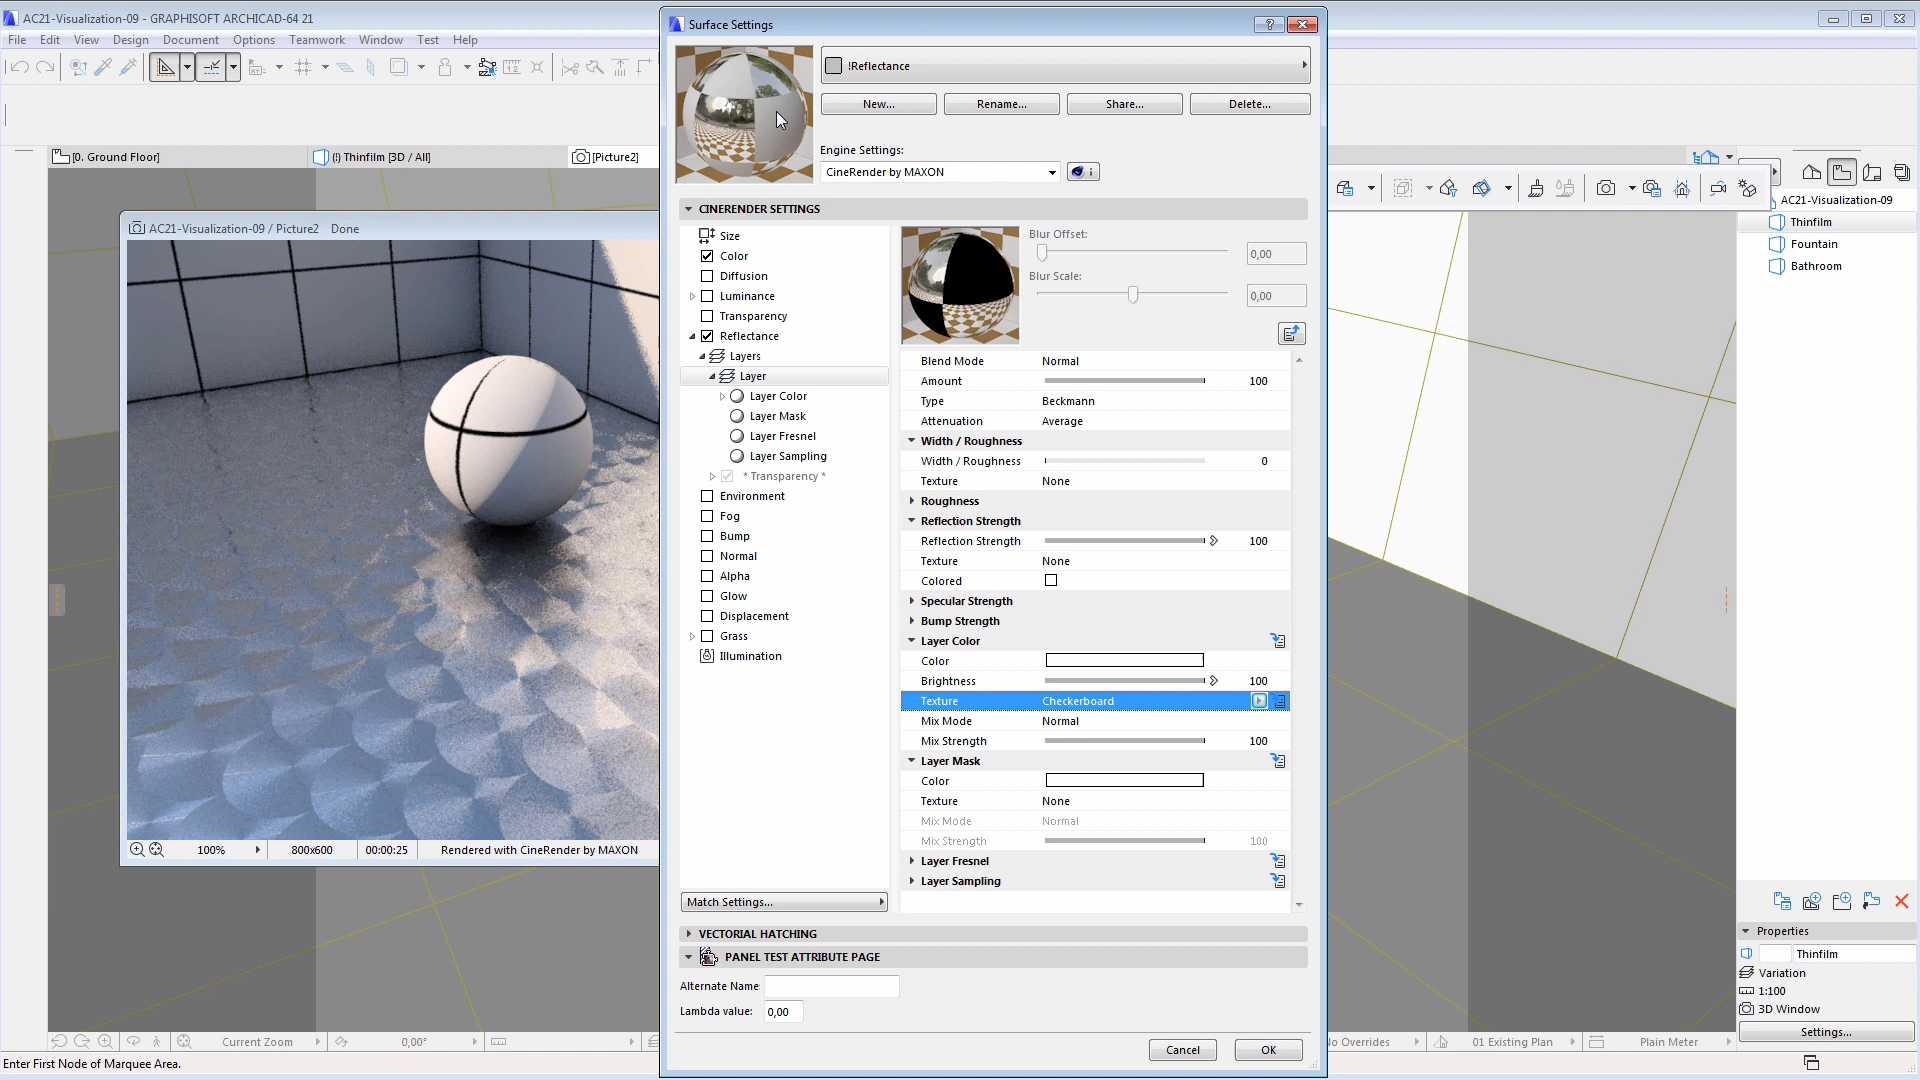 AC21-Visualization-09 - GRAPHISOFT ARCHICAD-64 21
File Edit View Design Document Options Teamwork Window Test Help
[0. Ground Floor]
(!) Thinfilm [3D / All]
[Picture2]
AC21-Visualization-09 / Picture2 Done
100%
800x600
00:00:25
Rendered with CineRender by MAXON
Current Zoom
0,00°
Enter First Node of Marquee Area.
Surface Settings
!Reflectance
New...
Rename...
Share...
Delete...
Engine Settings:
CineRender by MAXON
i
CINERENDER SETTINGS
Size
Color
Diffusion
Luminance
Transparency
Reflectance
Layers
Layer
Layer Color
Layer Mask
Layer Fresnel
Layer Sampling
* Transparency *
Environment
Fog
Bump
Normal
Alpha
Glow
Displacement
Grass
Illumination
Match Settings...
Blur Offset:
0,00
Blur Scale:
0,00
Blend Mode Normal
Amount 100
Type Beckmann
Attenuation Average
Width / Roughness
Width / Roughness 0
Texture None
Roughness
Reflection Strength
Reflection Strength 100
Texture None
Colored
Specular Strength
Bump Strength
Layer Color
Color
Brightness 100
Texture Checkerboard
Mix Mode Normal
Mix Strength 100
Layer Mask
Color
Texture None
Mix Mode Normal
Mix Strength 100
Layer Fresnel
Layer Sampling
VECTORIAL HATCHING
PANEL TEST ATTRIBUTE PAGE
Alternate Name
Lambda value: 0,00
Cancel
OK
AC21-Visualization-09
Thinfilm
Fountain
Bathroom
Properties
Thinfilm
Variation
1:100
3D Window
Settings...
No Overrides
01 Existing Plan
Plain Meter